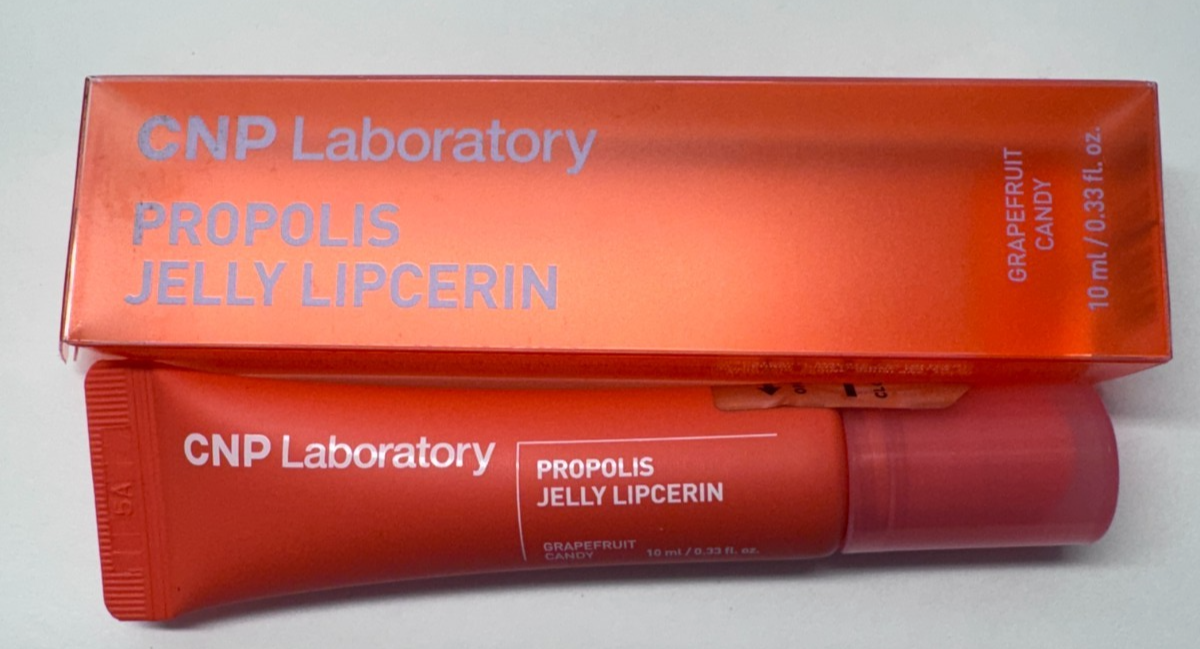 CNP Laboratory
PROPOLIS
JELLY LIPCERIN
GRAPEFRUIT
CANDY
10 ml / 0.33 fl. oz.
CNP Laboratory
PROPOLIS
JELLY LIPCERIN
GRAPEFRUIT
CANDY
10 ml / 0.33 fl. oz.
5A